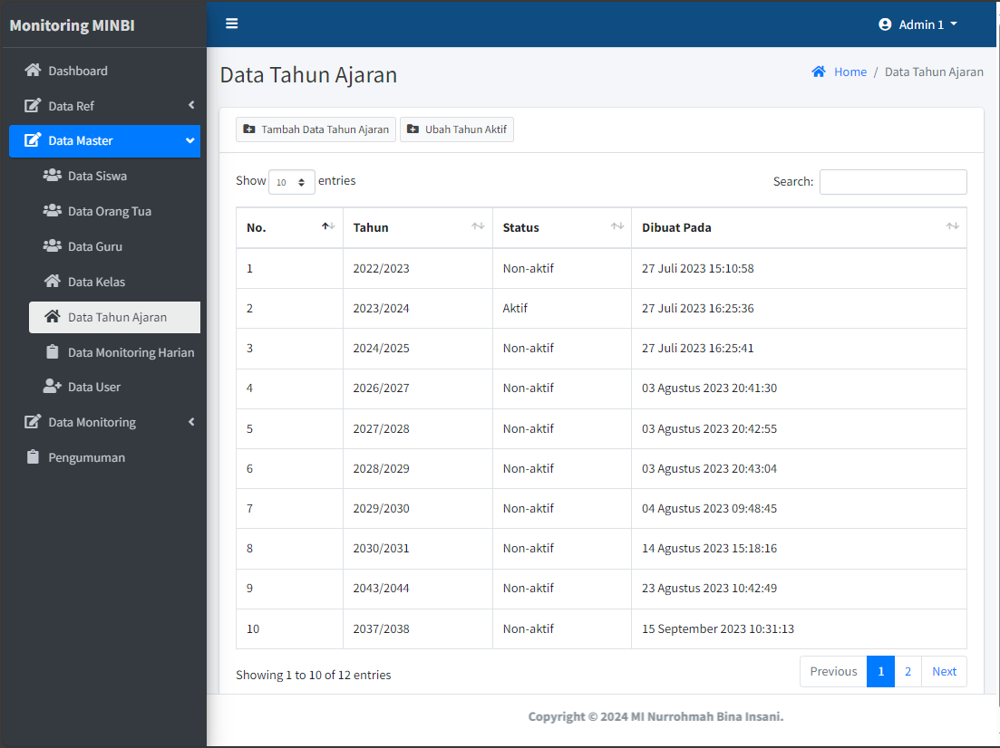 Monitoring MINBI
Admin 1
Dashboard
Data Ref
Data Master
Data Siswa
Data Orang Tua
Data Guru
Data Kelas
Data Tahun Ajaran
Data Monitoring Harian
Data User
Data Monitoring
Pengumuman
Data Tahun Ajaran
Home / Data Tahun Ajaran
Tambah Data Tahun Ajaran Ubah Tahun Aktif
Show 10 entries Search:
No. Tahun Status Dibuat Pada
1 2022/2023 Non-aktif 27 Juli 2023 15:10:58
2 2023/2024 Aktif 27 Juli 2023 16:25:36
3 2024/2025 Non-aktif 27 Juli 2023 16:25:41
4 2026/2027 Non-aktif 03 Agustus 2023 20:41:30
5 2027/2028 Non-aktif 03 Agustus 2023 20:42:55
6 2028/2029 Non-aktif 03 Agustus 2023 20:43:04
7 2029/2030 Non-aktif 04 Agustus 2023 09:48:45
8 2030/2031 Non-aktif 14 Agustus 2023 15:18:16
9 2043/2044 Non-aktif 23 Agustus 2023 10:42:49
10 2037/2038 Non-aktif 15 September 2023 10:31:13
Showing 1 to 10 of 12 entries
Previous 1 2 Next
Copyright © 2024 MI Nurrohmah Bina Insani.